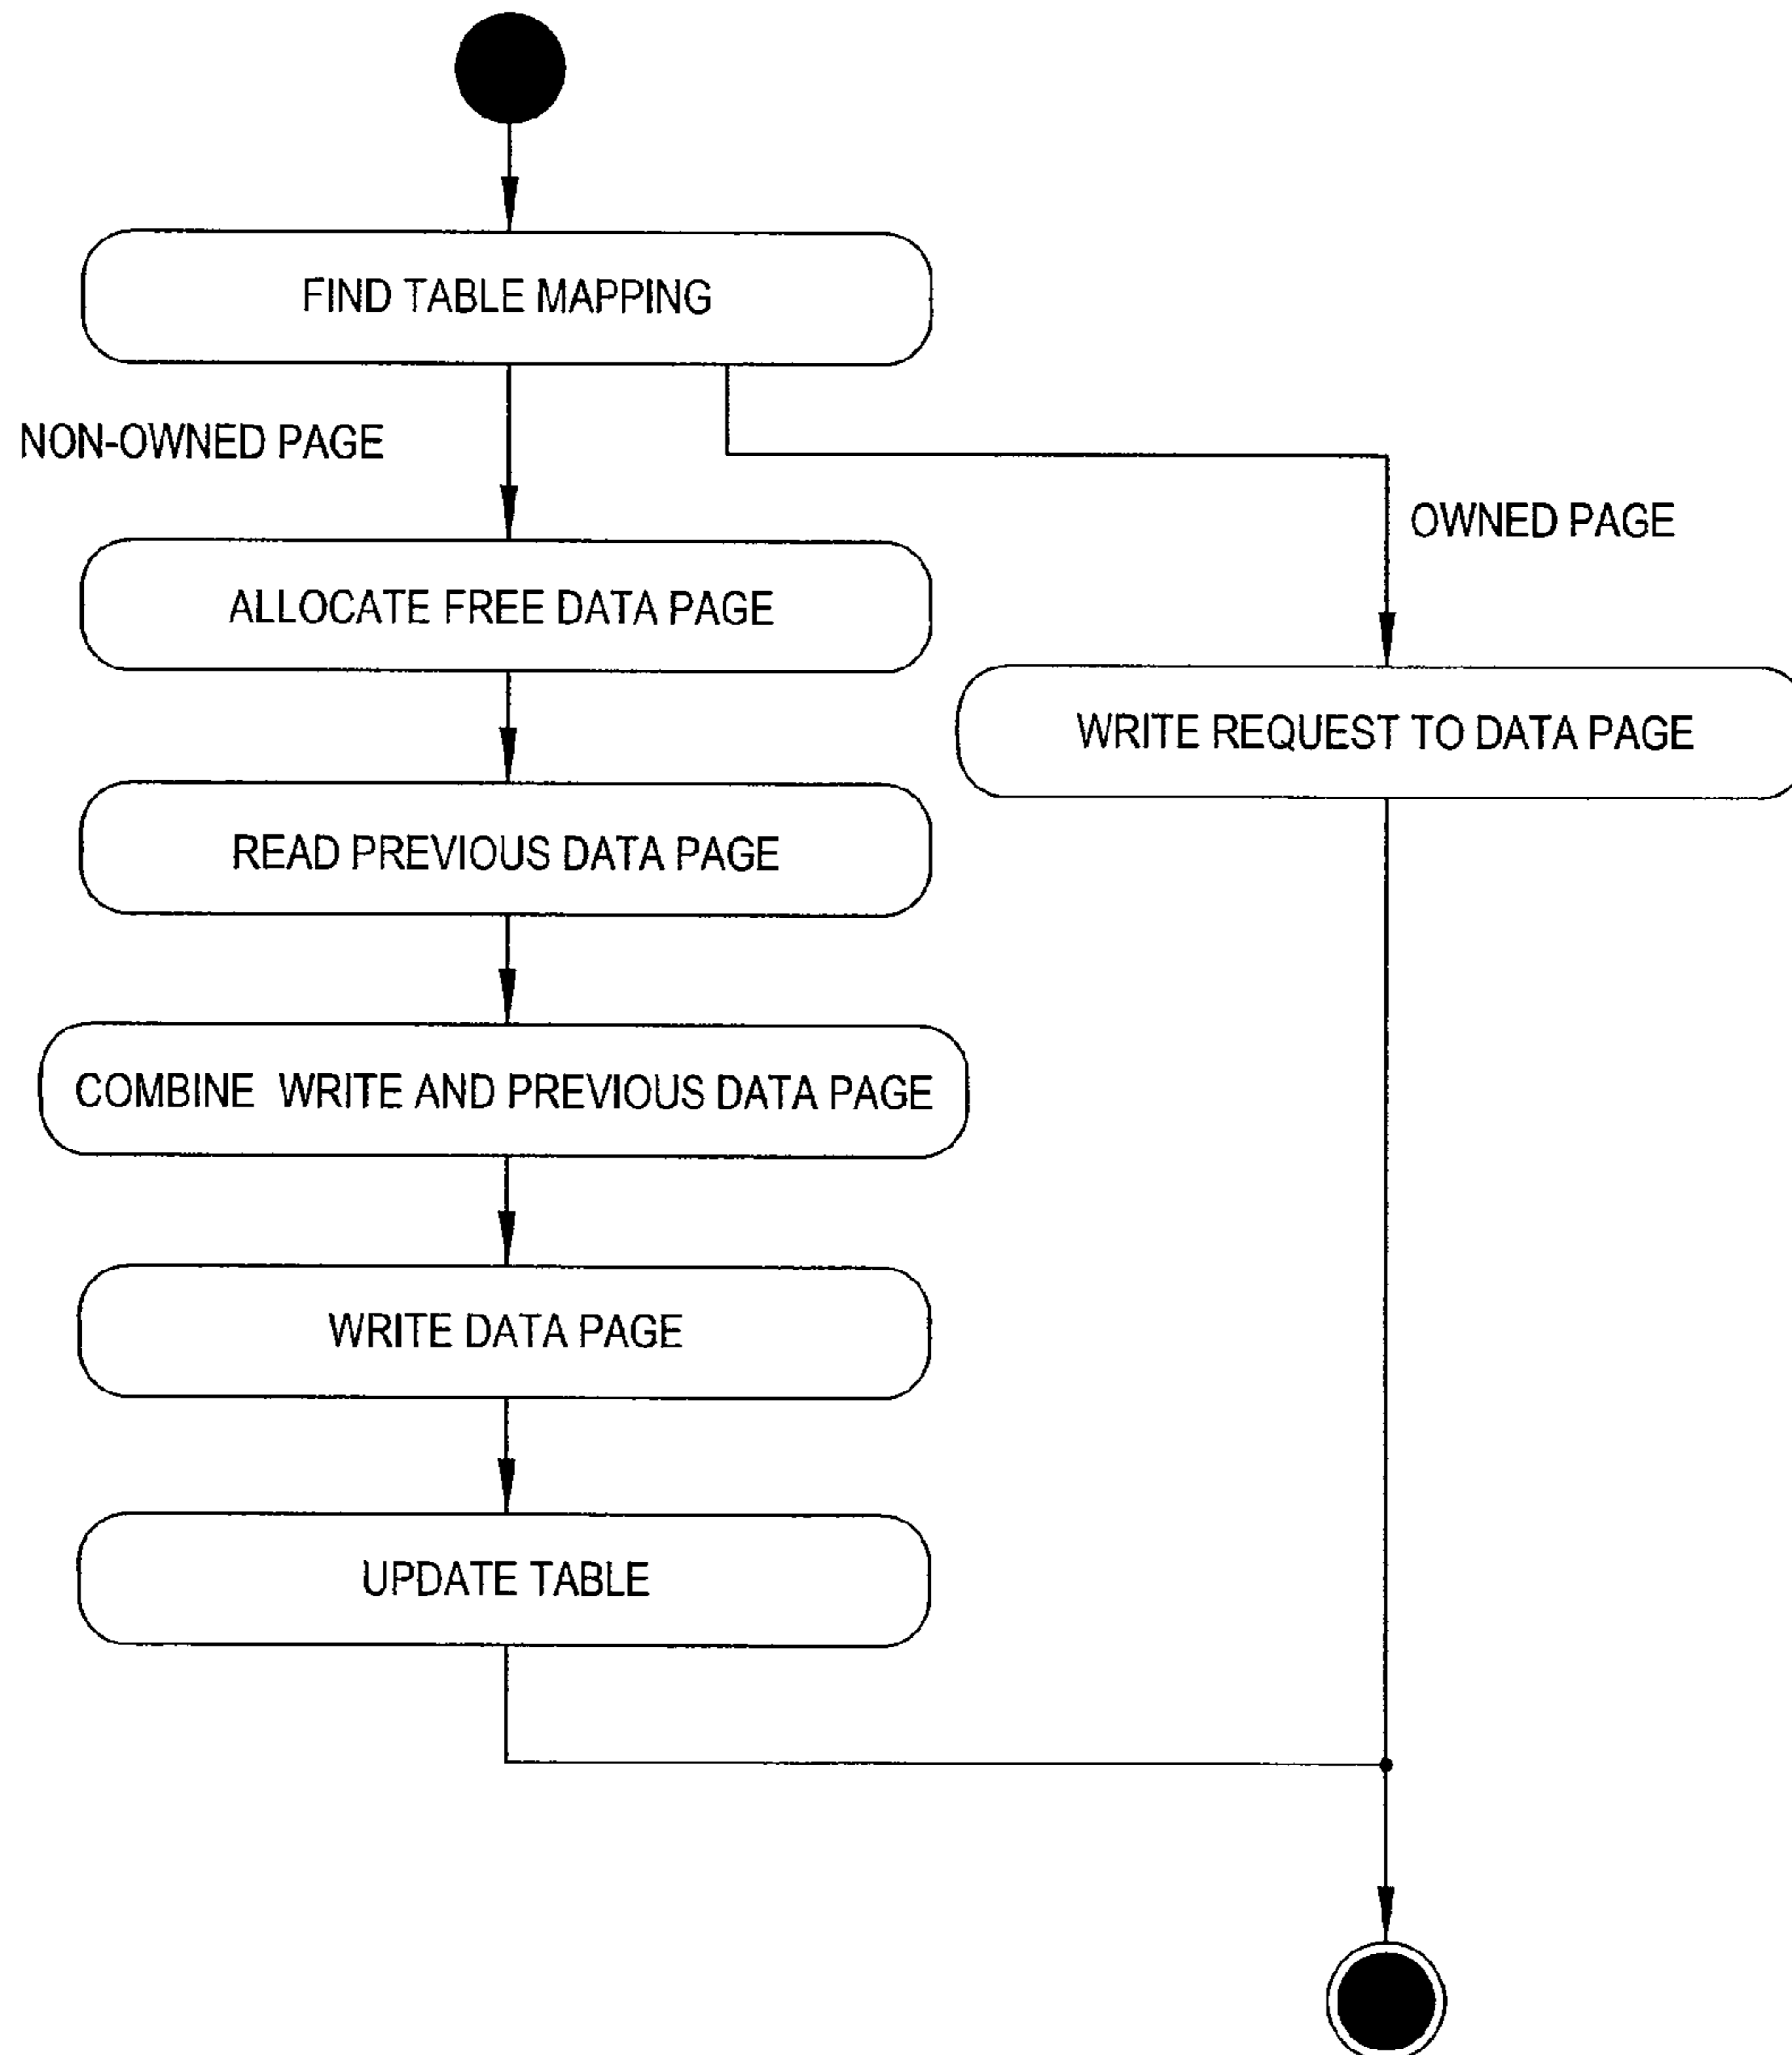 FIND TABLE MAPPING
NON-OWNED PAGE
OWNED PAGE
ALLOCATE FREE DATA PAGE
WRITE REQUEST TO DATA PAGE
READ PREVIOUS DATA PAGE
COMBINE WRITE AND PREVIOUS DATA PAGE
WRITE DATA PAGE
UPDATE TABLE